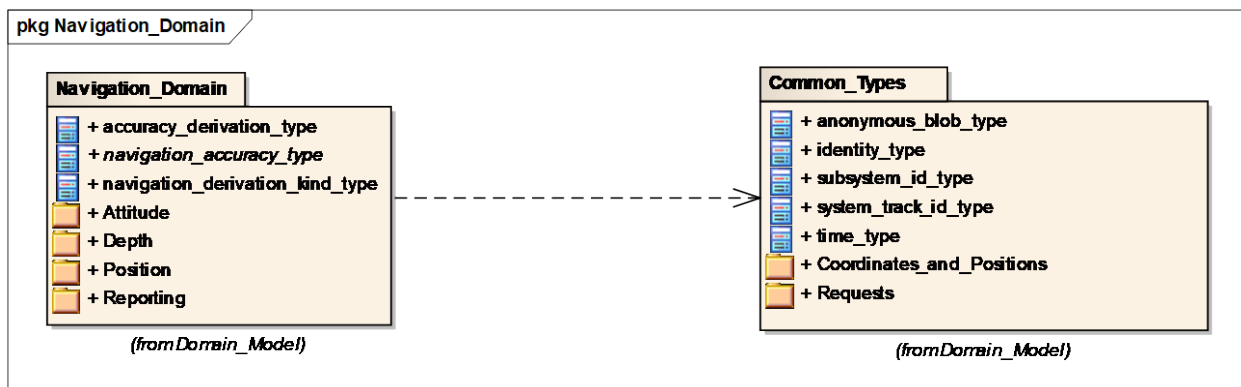 pkg Navigation_Domain
Navigation_Domain
+ accuracy_derivation_type
+ navigation_accuracy_type
+ navigation_derivation_kind_type
+ Attitude
+ Depth
+ Position
+ Reporting
(from Domain_Model)
Common_Types
+ anonymous_blob_type
+ identity_type
+ subsystem_id_type
+ system_track_id_type
+ time_type
+ Coordinates_and_Positions
+ Requests
(from Domain_Model)